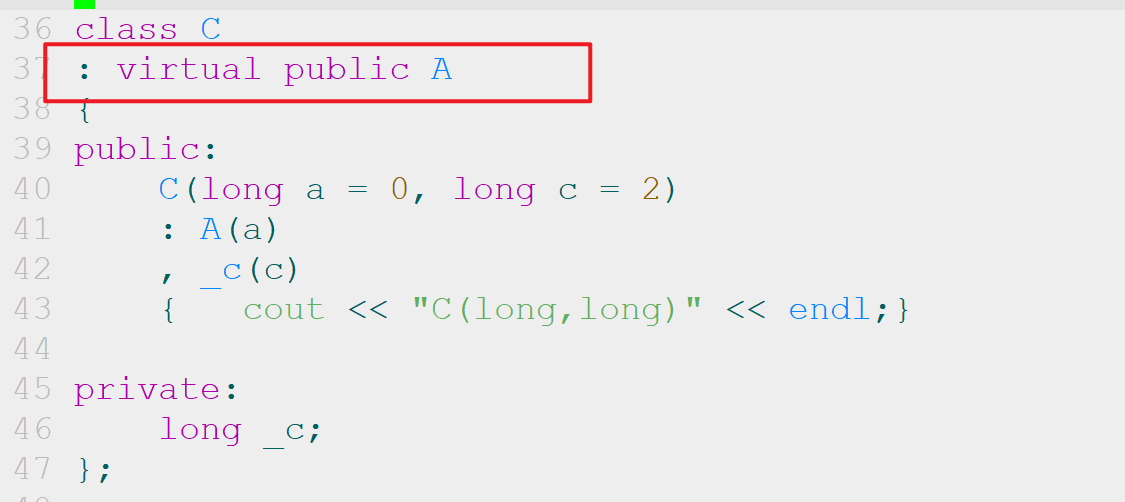 36 class C
37 : virtual public A
38 {
39 public:
40     C(long a = 0, long c = 2)
41     : A(a)
42     , _c(c)
43     {   cout << "C(long,long)" << endl;}
44
45 private:
46     long _c;
47 };